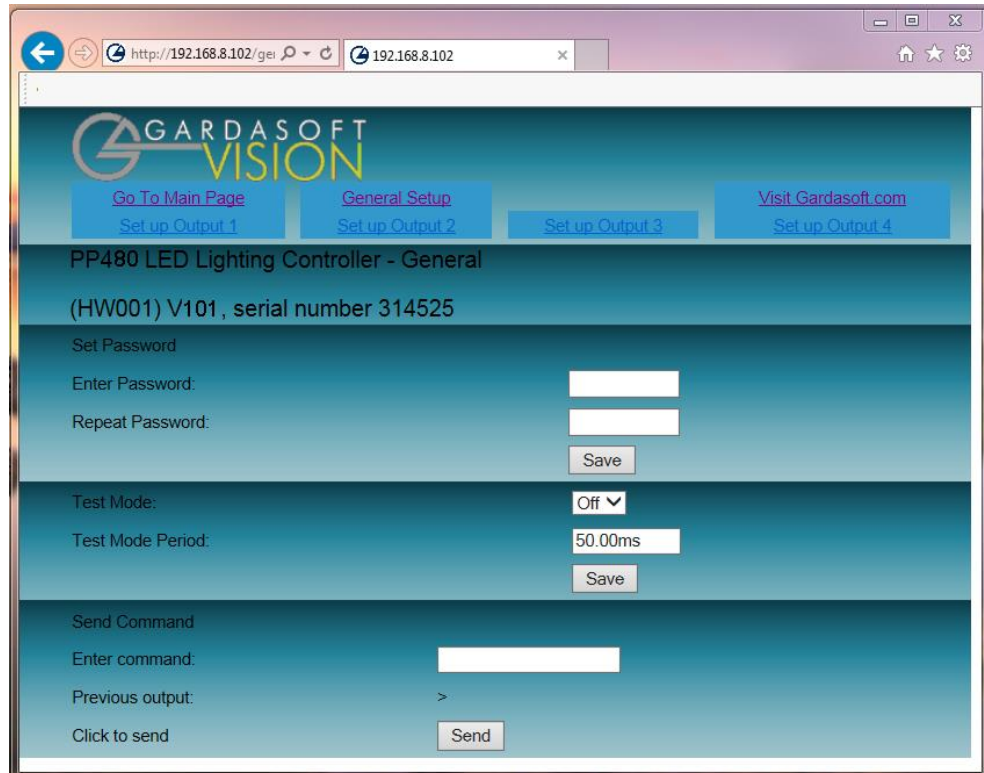 http://192.168.8.102/ge
192.168.8.102
GARDASOFT
VISION
Go To Main Page General Setup Visit Gardasoft.com
Set up Output 1 Set up Output 2 Set up Output 3 Set up Output 4
PP480 LED Lighting Controller - General
(HW001) V101, serial number 314525
Set Password
Enter Password:
Repeat Password:
Save
Test Mode: Off
Test Mode Period: 50.00ms
Save
Send Command
Enter command:
Previous output: >
Click to send Send